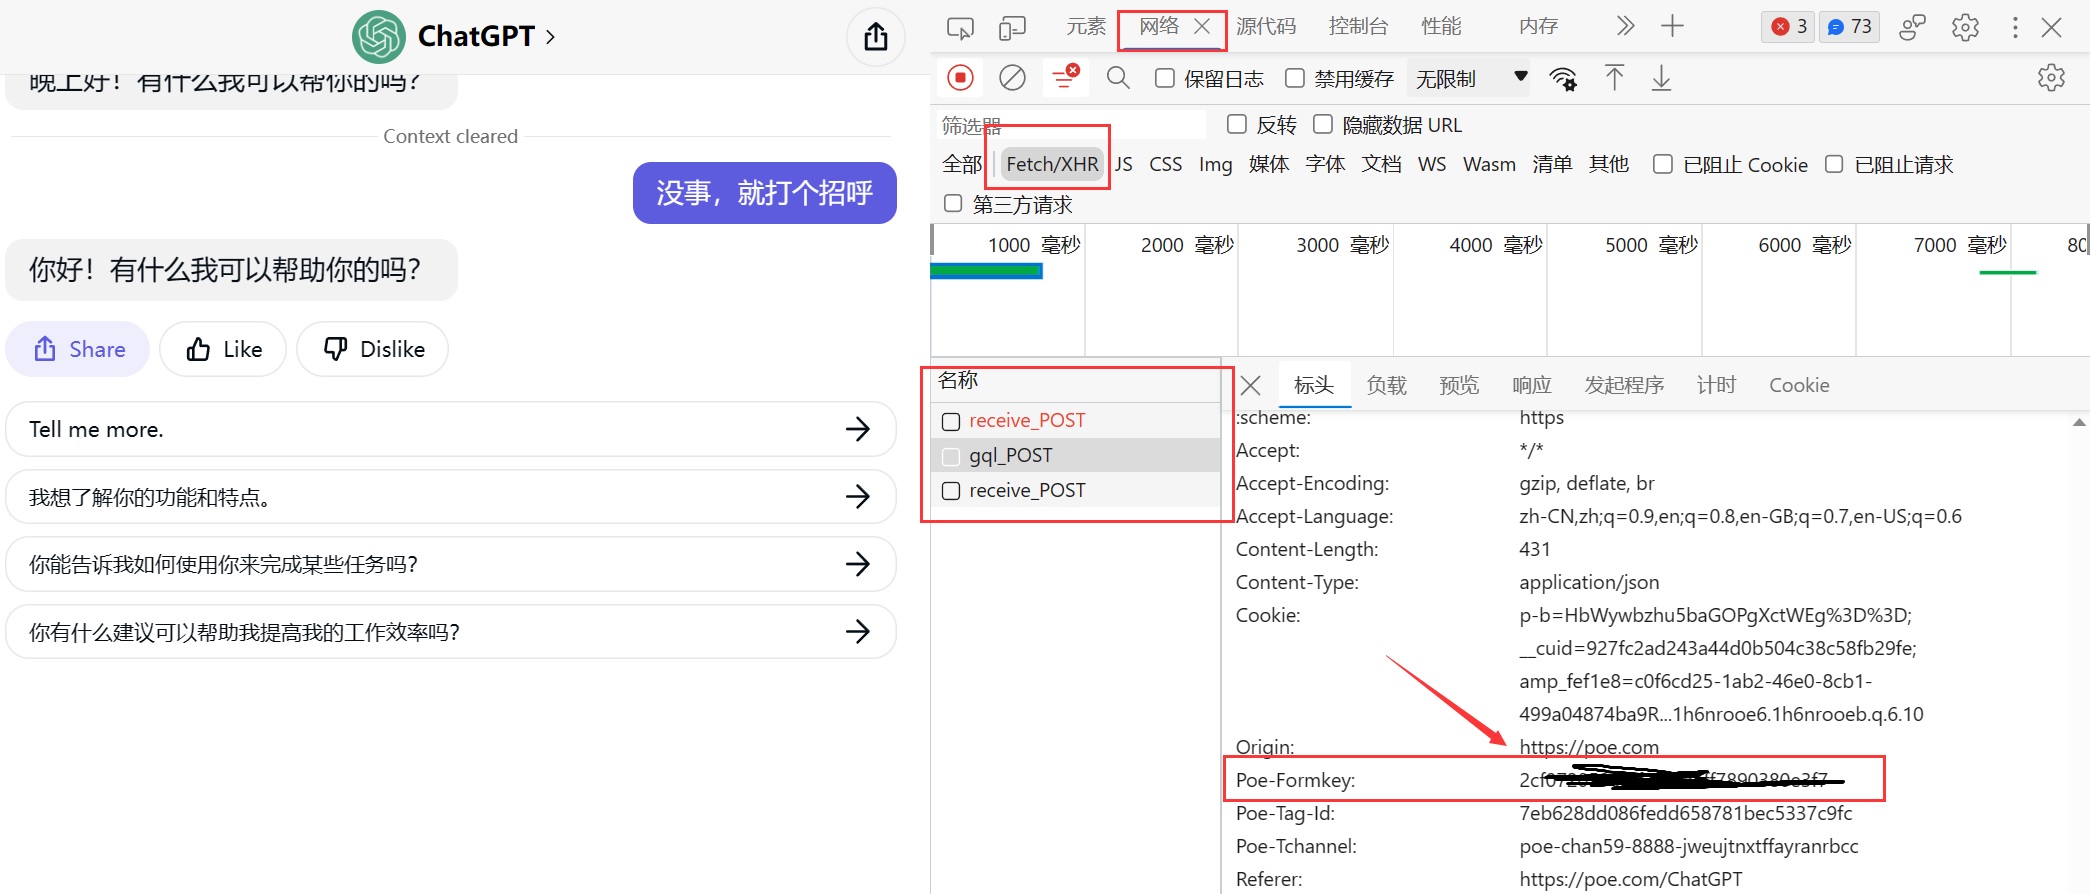 ChatGPT
晚上好！有什么我可以帮你的吗？
Context cleared
没事，就打个招呼
你好！有什么我可以帮助你的吗？
Share
Like
Dislike
Tell me more.
我想了解你的功能和特点。
你能告诉我如何使用你来完成某些任务吗？
你有什么建议可以帮助我提高我的工作效率吗？
元素 网络 源代码 控制台 性能 内存 3 73
保留日志 禁用缓存 无限制
筛选器 反转 隐藏数据 URL
全部 Fetch/XHR JS CSS Img 媒体 字体 文档 WS Wasm 清单 其他 已阻止 Cookie 已阻止请求
第三方请求
1000 毫秒 2000 毫秒 3000 毫秒 4000 毫秒 5000 毫秒 6000 毫秒 7000 毫秒 80
名称
receive_POST
gql_POST
receive_POST
标头 负载 预览 响应 发起程序 计时 Cookie
:scheme: https
Accept: */*
Accept-Encoding: gzip, deflate, br
Accept-Language: zh-CN,zh;q=0.9,en;q=0.8,en-GB;q=0.7,en-US;q=0.6
Content-Length: 431
Content-Type: application/json
Cookie: p-b=HbWywbzhu5baGOPgXctWEg%3D%3D;
__cuid=927fc2ad243a44d0b504c38c58fb29fe;
amp_fef1e8=c0f6cd25-1ab2-46e0-8cb1-
499a04874ba9R...1h6nrooe6.1h6nrooeb.q.6.10
Origin: https://poe.com
Poe-Formkey:
Poe-Tag-Id: 7eb628dd086fedd658781bec5337c9fc
Poe-Tchannel: poe-chan59-8888-jweujtnxtffayranrbcc
Referer: https://poe.com/ChatGPT